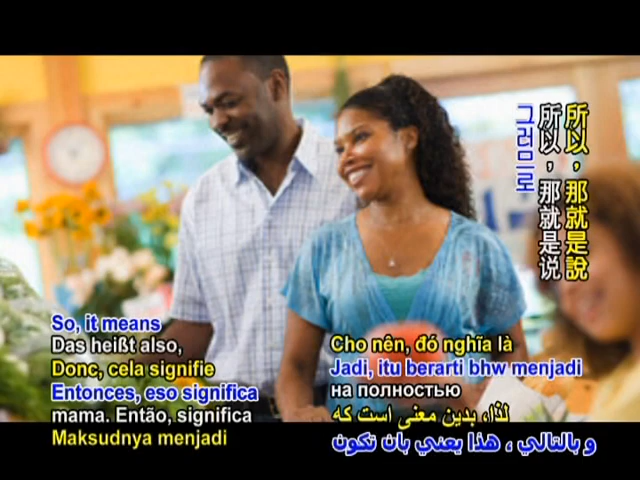 所以，那就是說
所以，那就是说
그러므로
So, it means
Das heißt also,
Donc, cela signifie
Entonces, eso significa
mama. Então, significa
Maksudnya menjadi
Cho nên, đó nghĩa là
Jadi, itu berarti bhw menjadi
на полностью
لذا، بدین معنی است که
و بالتالي ، هذا يعني بان تكون